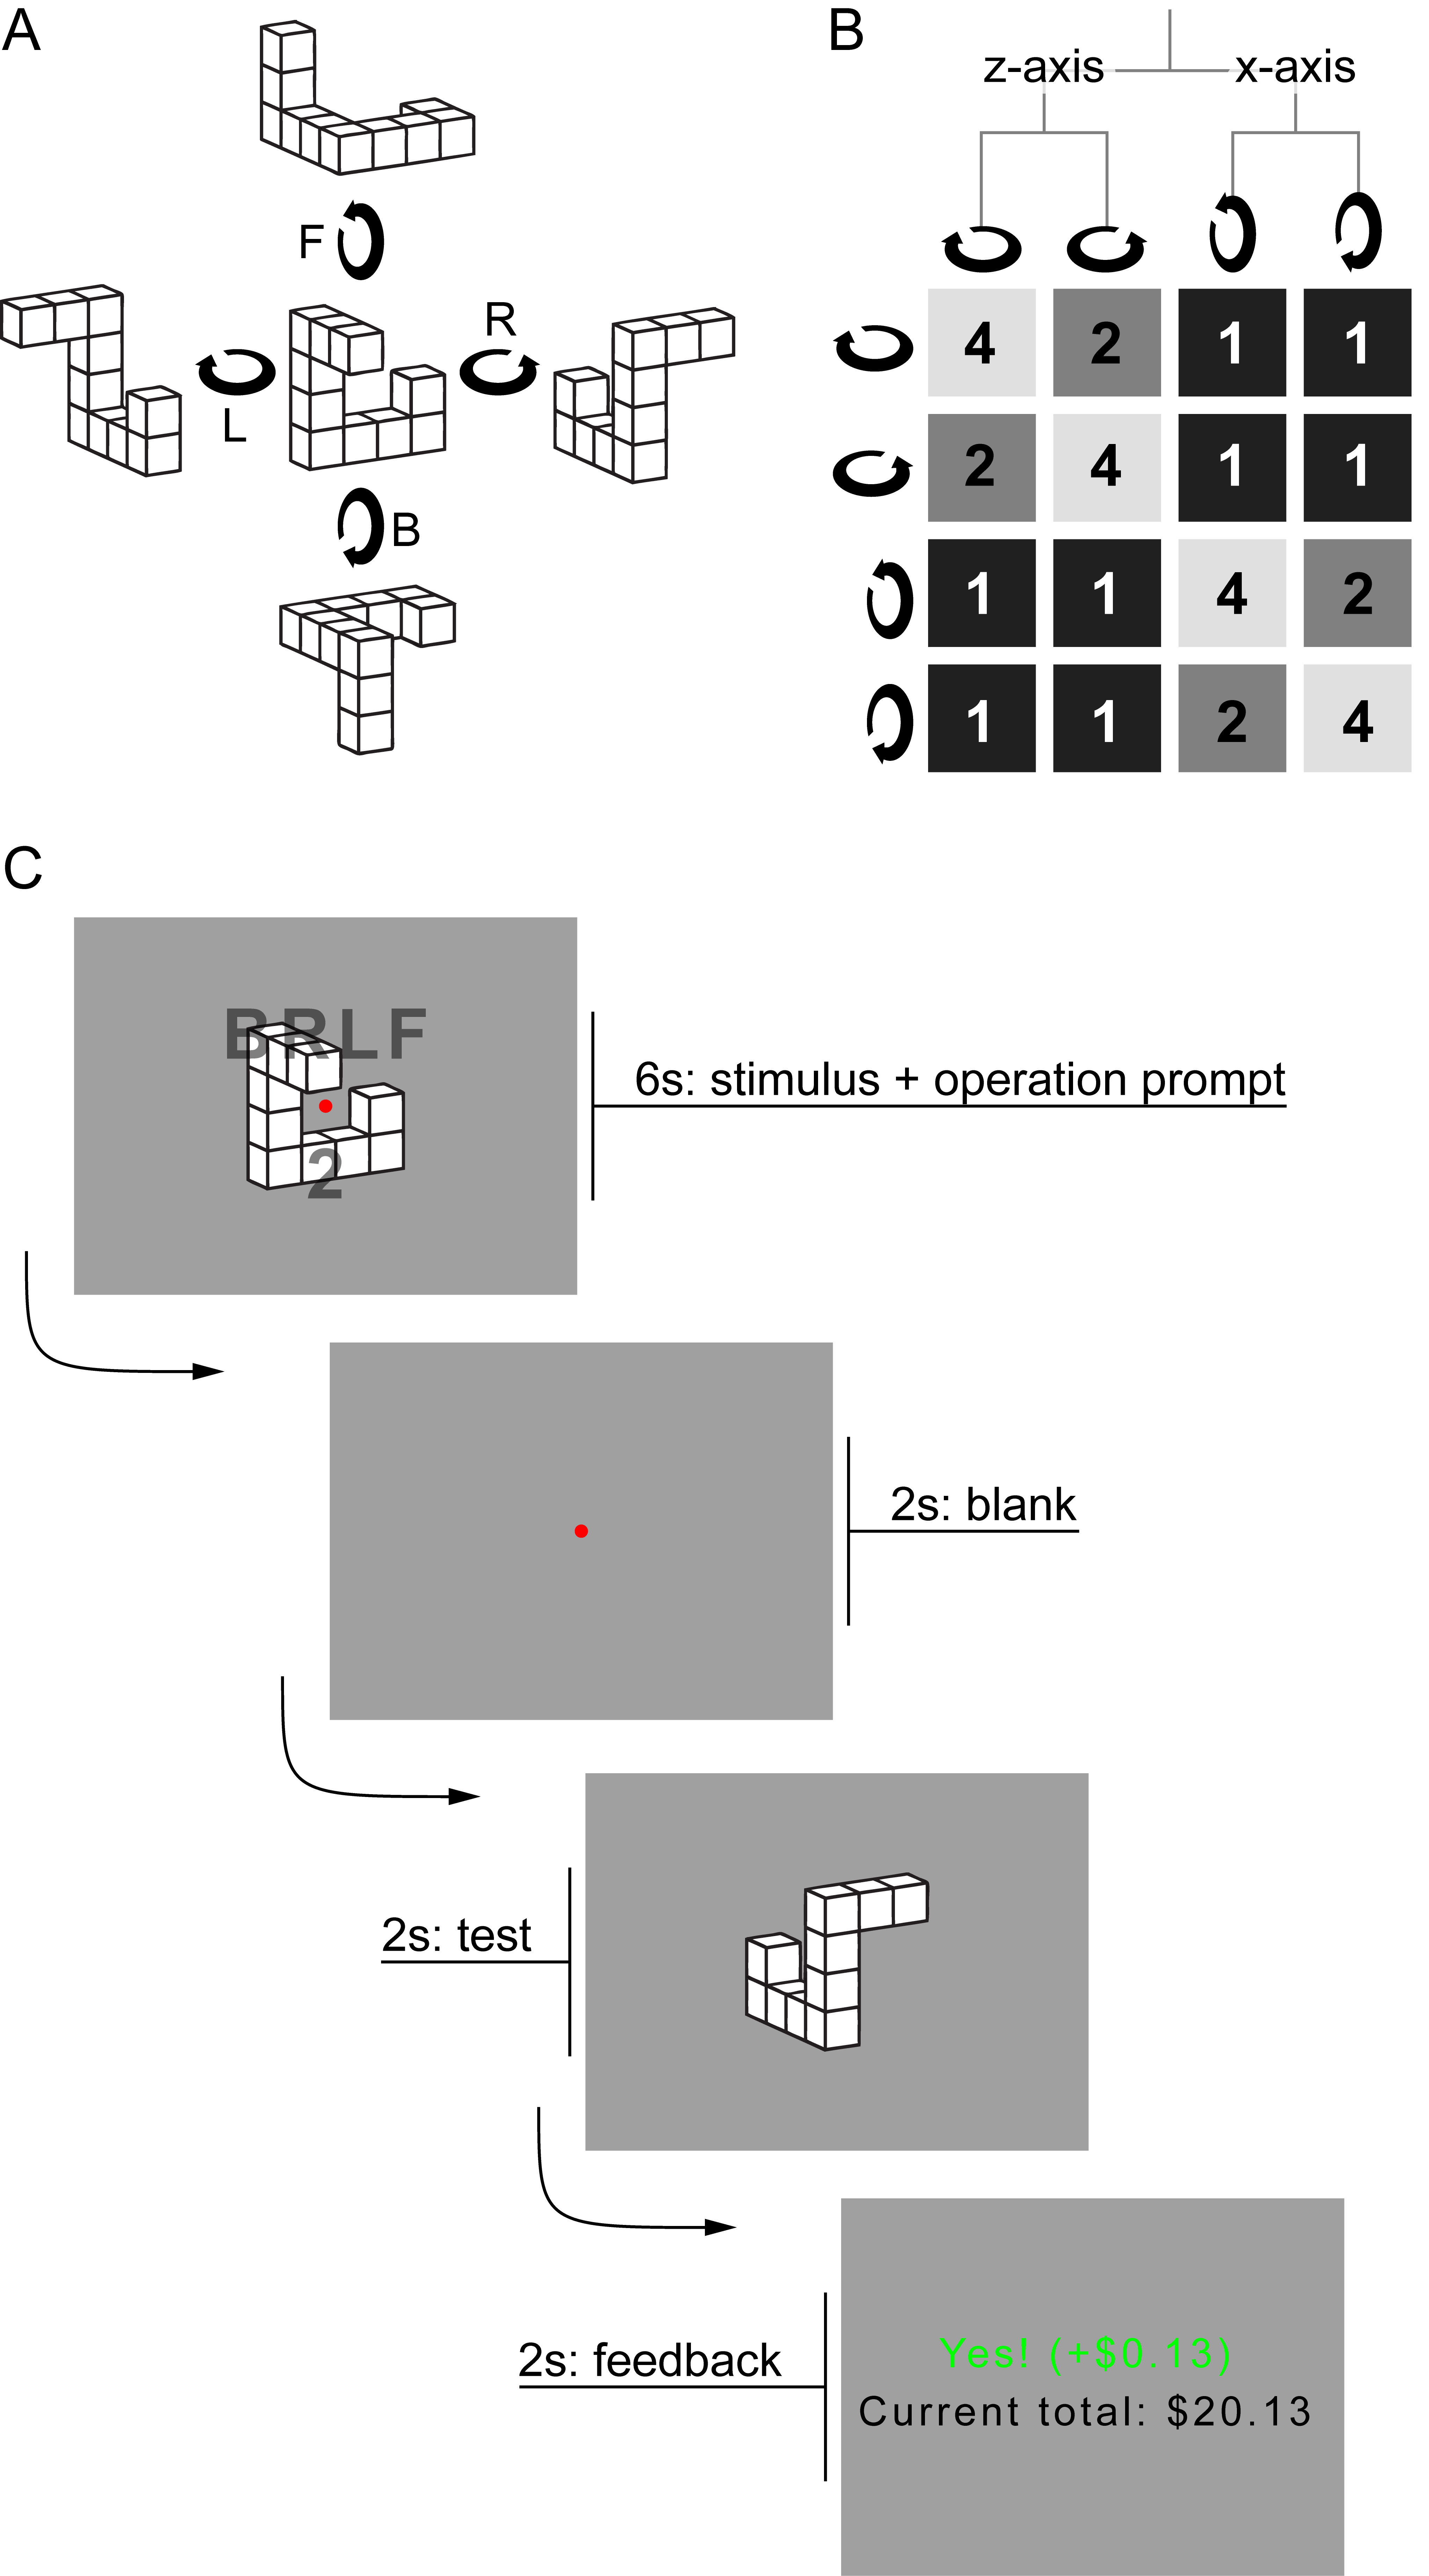 A
F
R
L
B
B
z-axis x-axis
4 2 1 1
2 4 1 1
1 1 4 2
1 1 2 4
C
BRLF
2
6s: stimulus + operation prompt
2s: blank
2s: test
2s: feedback
Yes! (+$0.13)
Current total: $20.13